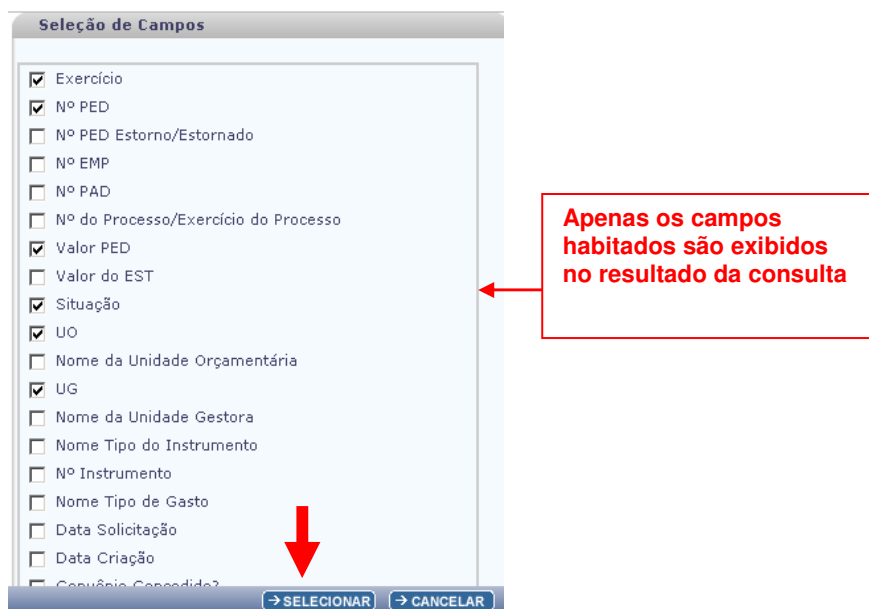 Seleção de Campos
Exercício
Nº PED
Nº PED Estorno/Estornado
Nº EMP
Nº PAD
Nº do Processo/Exercício do Processo
Valor PED
Valor do EST
Situação
UO
Nome da Unidade Orçamentária
UG
Nome da Unidade Gestora
Nome Tipo do Instrumento
Nº Instrumento
Nome Tipo de Gasto
Data Solicitação
Data Criação
Convênio Concedido?
SELECIONAR CANCELAR
Apenas os campos
habitados são exibidos
no resultado da consulta